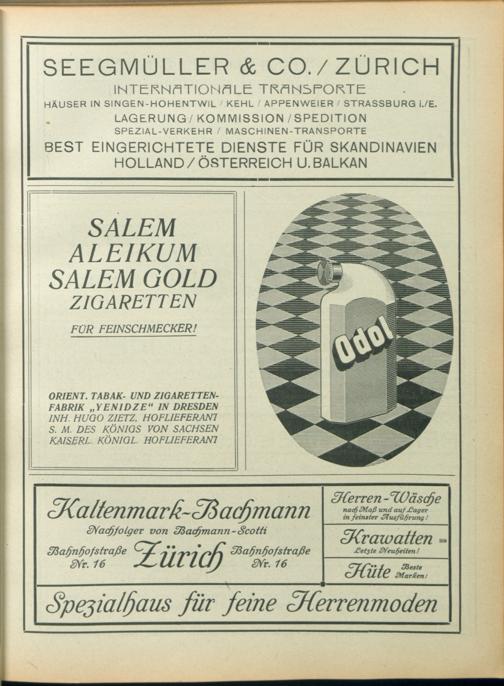 SEEGMÜLLER & CO. / ZÜRICH
INTERNATIONALE TRANSPORTE
HÄUSER IN SINGEN-HOHENTWIL / KEHL / APPENWEIER / STRASSBURG I./E.
LAGERUNG / KOMMISSION / SPEDITION
SPEZIAL-VERKEHR / MASCHINEN-TRANSPORTE
BEST EINGERICHTETE DIENSTE FÜR SKANDINAVIEN
HOLLAND / ÖSTERREICH U. BALKAN
SALEM
ALEIKUM
SALEM GOLD
ZIGARETTEN
FÜR FEINSCHMECKER!
ORIENT. TABAK- UND ZIGARETTEN-
FABRIK „YENIDZE" IN DRESDEN
INH. HUGO ZIETZ, HOFLIEFERANT
S. M. DES KÖNIGS VON SACHSEN
KAISERL. KÖNIGL. HOFLIEFERANT
Odol
Kaltenmark-Bachmann
Nachfolger von Bachmann-Scotti
Bahnhofstraße Nr. 16 Zürich Bahnhofstraße Nr. 16
Herren-Wäsche
nach Maß und auf Lager
in feinster Ausführung!
Krawatten
Letzte Neuheiten!
Hüte Beste Marken!
Spezialhaus für feine Herrenmoden